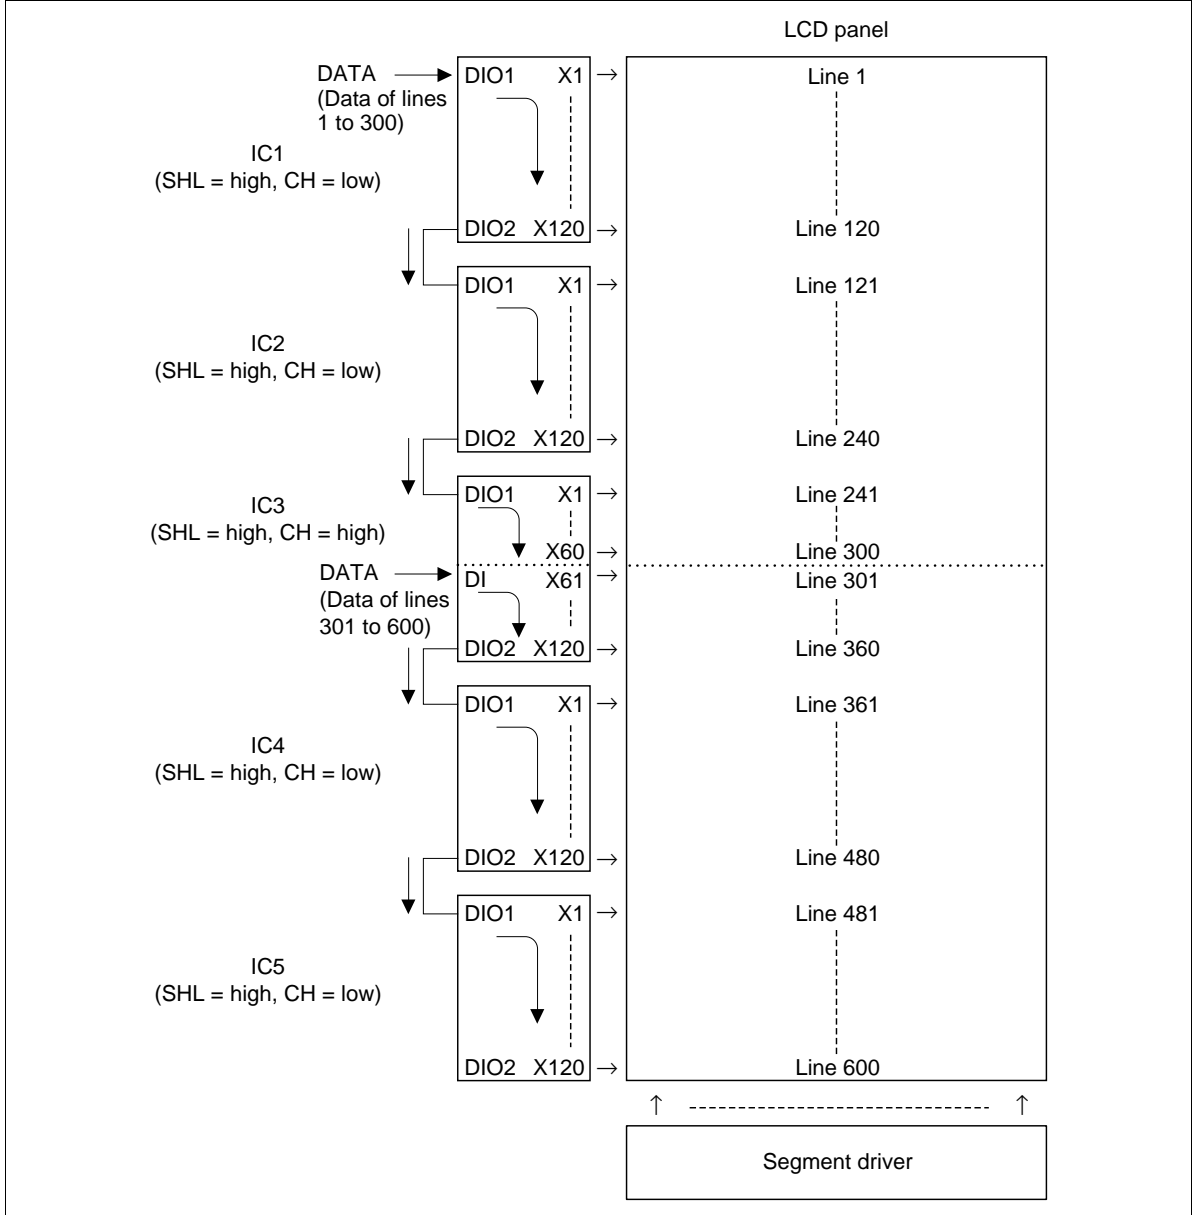 LCD panel
DATA
(Data of lines
1 to 300)
DIO1 X1 → Line 1
IC1
(SHL = high, CH = low)
DIO2 X120 → Line 120
DIO1 X1 → Line 121
IC2
(SHL = high, CH = low)
DIO2 X120 → Line 240
DIO1 X1 → Line 241
IC3
(SHL = high, CH = high)
X60 → Line 300
DATA
(Data of lines
301 to 600)
DI X61 → Line 301
DIO2 X120 → Line 360
DIO1 X1 → Line 361
IC4
(SHL = high, CH = low)
DIO2 X120 → Line 480
DIO1 X1 → Line 481
IC5
(SHL = high, CH = low)
DIO2 X120 → Line 600
Segment driver